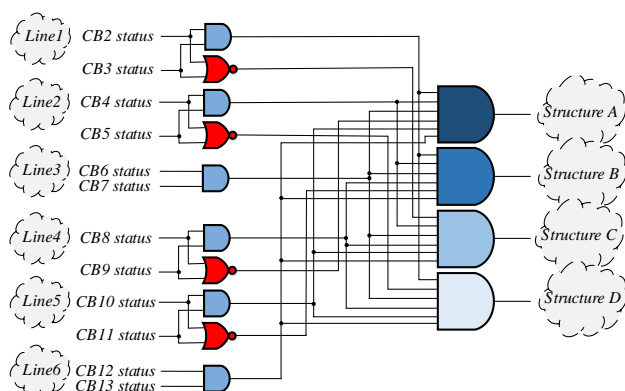 Line1
CB2 status
CB3 status
Line2
CB4 status
CB5 status
Line3
CB6 status
CB7 status
Line4
CB8 status
CB9 status
Line5
CB10 status
CB11 status
Line6
CB12 status
CB13 status
Structure A
Structure B
Structure C
Structure D